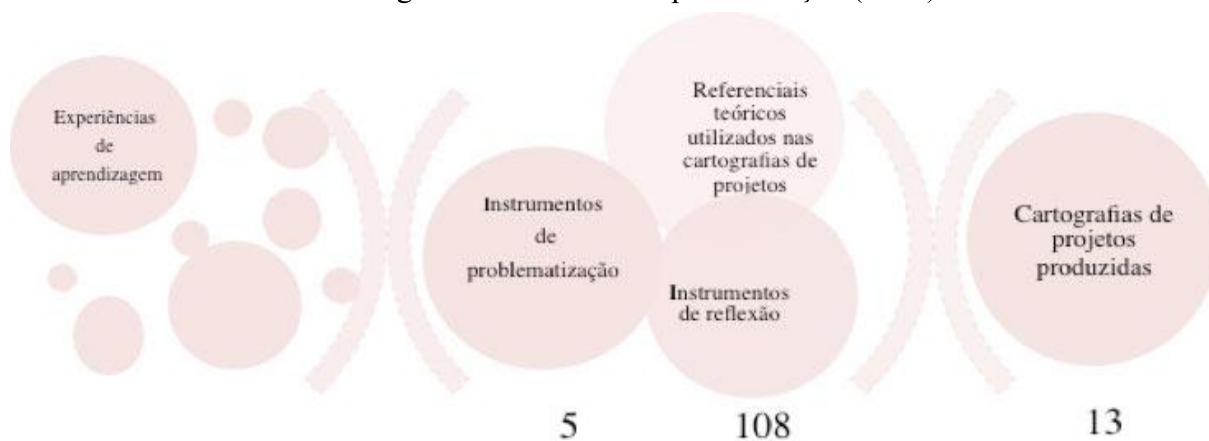 Experiências
de
aprendizagem
Instrumentos
de
problematização
Referenciais
teóricos
utilizados nas
cartografias de
projetos
Instrumentos
de reflexão
Cartografias de
projetos
produzidas
5
108
13